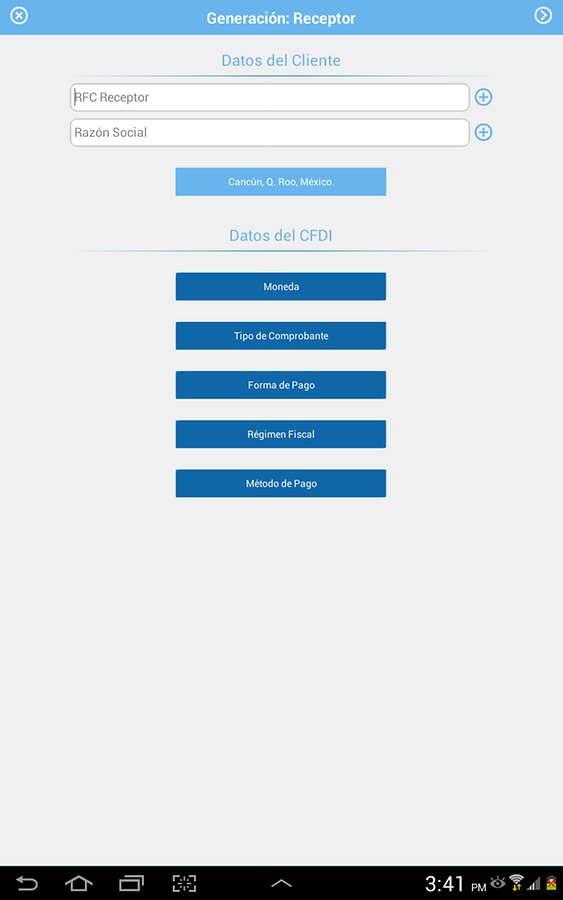 Generación: Receptor
Datos del Cliente
RFC Receptor
Razón Social
Cancún, Q. Roo, México.
Datos del CFDI
Moneda
Tipo de Comprobante
Forma de Pago
Régimen Fiscal
Método de Pago
3:41 PM